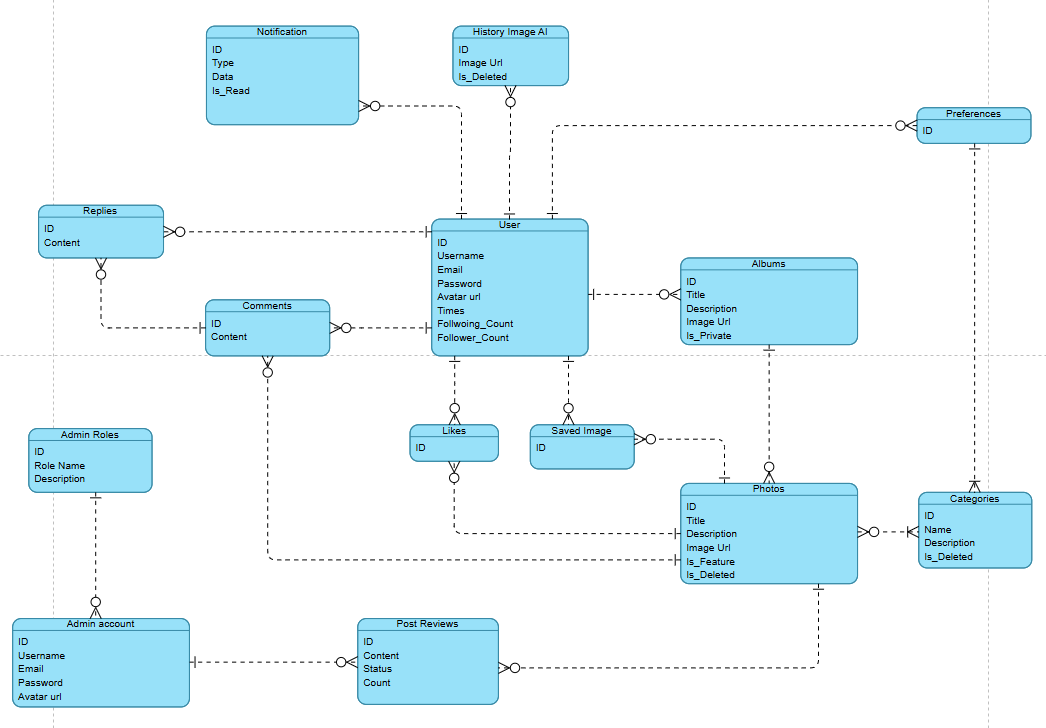 Notification
ID
Type
Data
Is_Read
History Image AI
ID
Image Url
Is_Deleted
Preferences
ID
Replies
ID
Content
User
ID
Username
Email
Password
Avatar url
Times
Follwoing_Count
Follower_Count
Albums
ID
Title
Description
Image Url
Is_Private
Comments
ID
Content
Admin Roles
ID
Role Name
Description
Likes
ID
Saved Image
ID
Photos
ID
Title
Description
Image Url
Is_Feature
Is_Deleted
Categories
ID
Name
Description
Is_Deleted
Admin account
ID
Username
Email
Password
Avatar url
Post Reviews
ID
Content
Status
Count